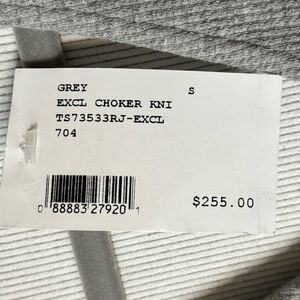 GREY S
EXCL CHOKER KNI
TS73533RJ-EXCL
704
0 88883 27920 1
$255.00